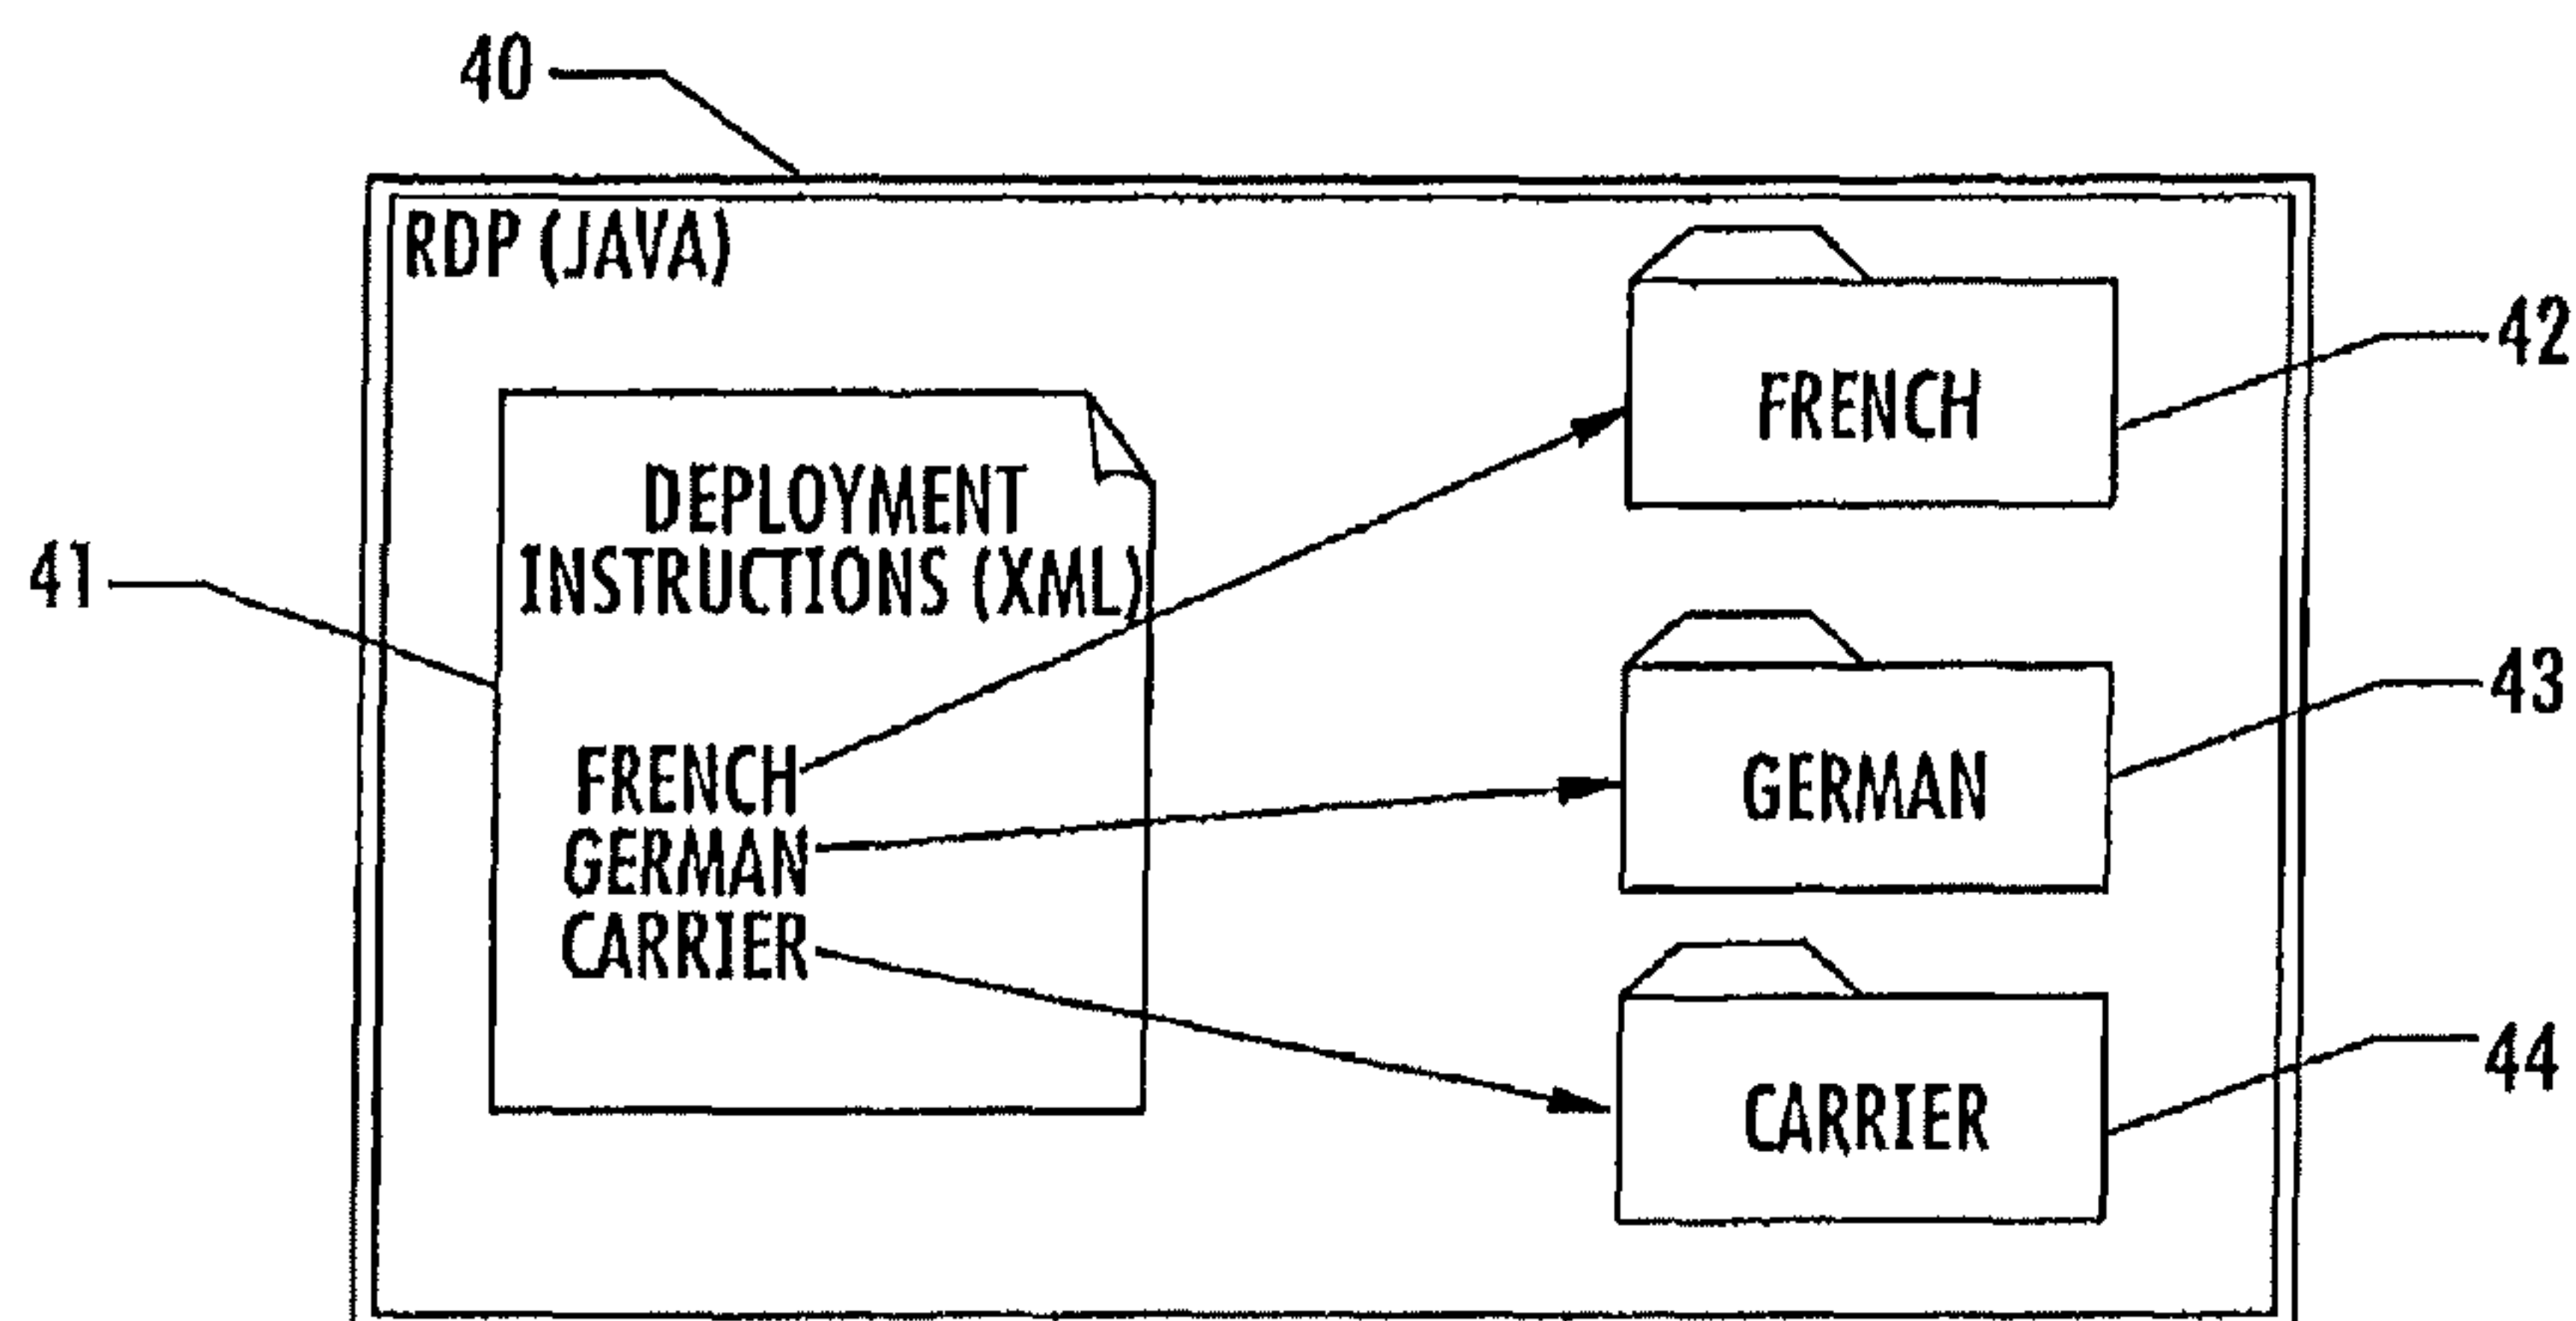 40
RDP (JAVA)
FRENCH
42
DEPLOYMENT
INSTRUCTIONS (XML)
41
FRENCH
GERMAN
CARRIER
GERMAN
43
CARRIER
44